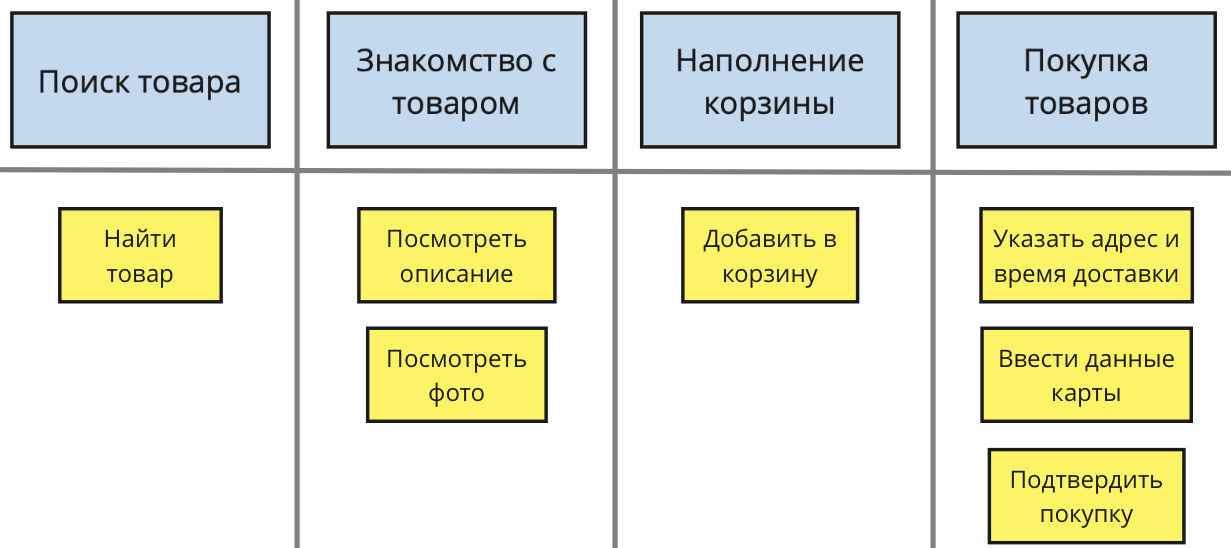 Поиск товара
Знакомство с
товаром
Наполнение
корзины
Покупка
товаров
Найти
товар
Посмотреть
описание
Посмотреть
фото
Добавить в
корзину
Указать адрес и
время доставки
Ввести данные
карты
Подтвердить
покупку